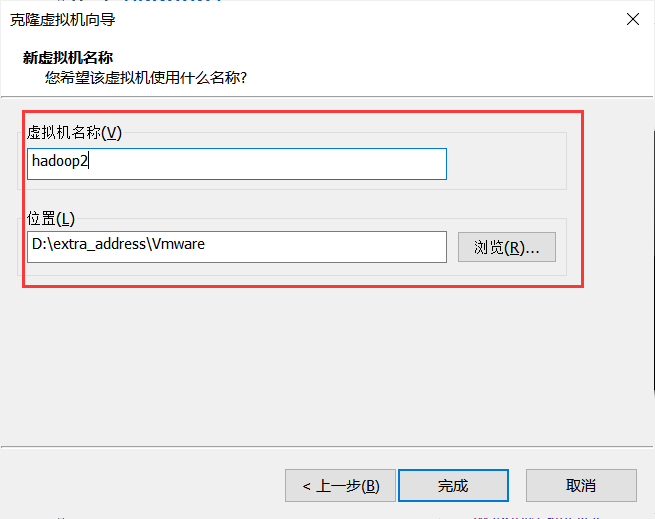 克隆虚拟机向导
新虚拟机名称
您希望该虚拟机使用什么名称?
虚拟机名称(V)
hadoop2
位置(L)
D:\extra_address\Vmware
浏览(R)...
< 上一步(B)
完成
取消